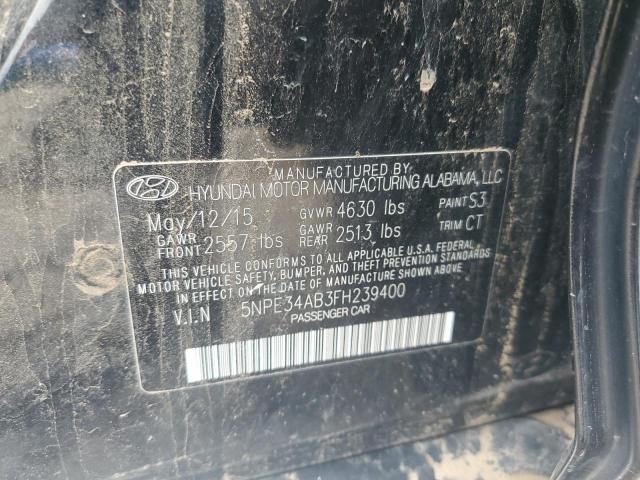 MANUFACTURED BY
HYUNDAI MOTOR MANUFACTURING ALABAMA, LLC
May/12/15 GVWR 4630 lbs PAINT S3
GAWR FRONT 2557 lbs GAWR REAR 2513 lbs TRIM CT
THIS VEHICLE CONFORMS TO ALL APPLICABLE U.S.A. FEDERAL
MOTOR VEHICLE SAFETY, BUMPER, AND THEFT PREVENTION STANDARDS
IN EFFECT ON THE DATE OF MANUFACTURE SHOWN ABOVE.
V.I.N 5NPE34AB3FH239400
PASSENGER CAR